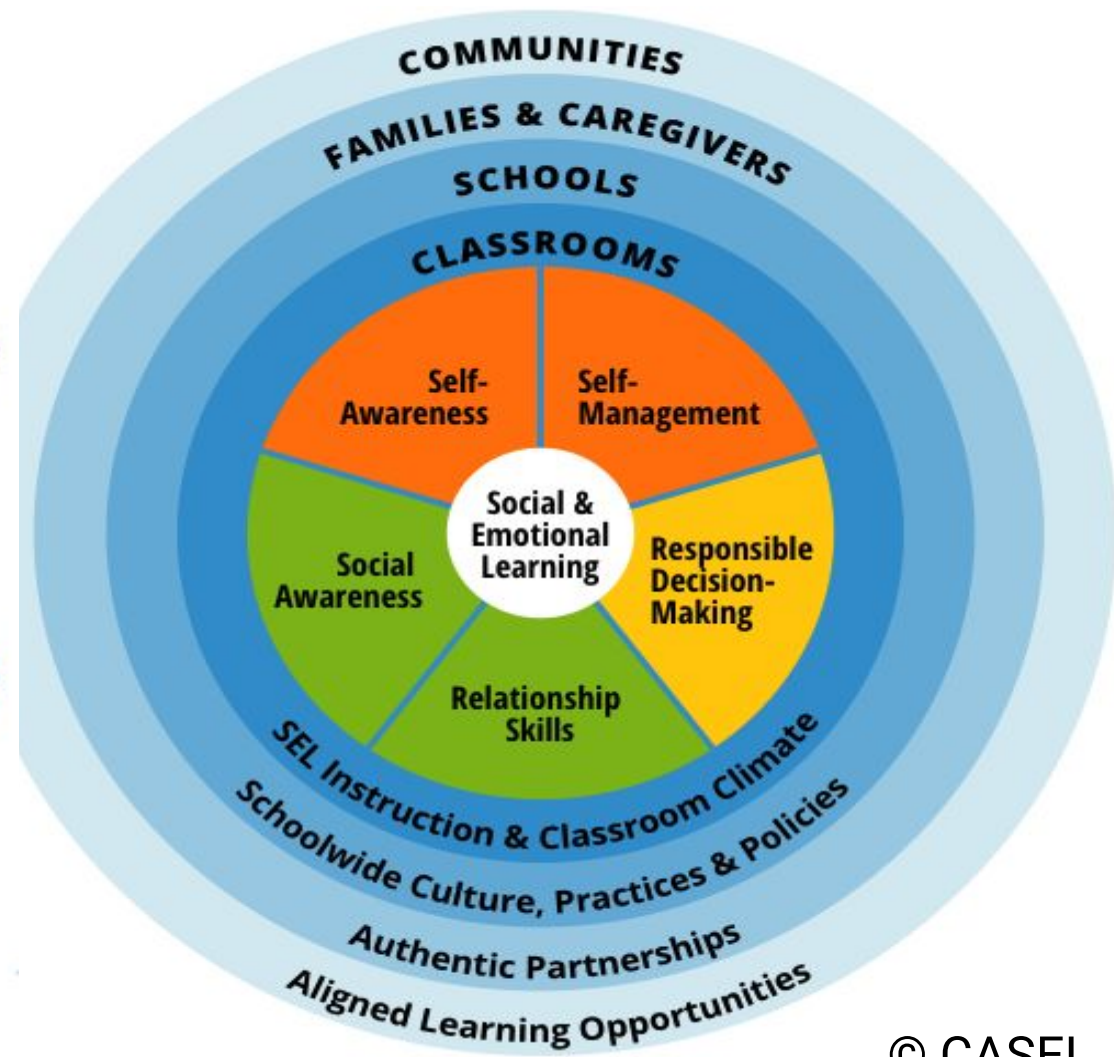 COMMUNITIES
FAMILIES & CAREGIVERS
SCHOOLS
CLASSROOMS
Self-
Awareness
Self-
Management
Social &
Emotional
Learning
Social
Awareness
Responsible
Decision-
Making
Relationship
Skills
SEL Instruction & Classroom Climate
Schoolwide Culture, Practices & Policies
Authentic Partnerships
Aligned Learning Opportunities
© CASEL